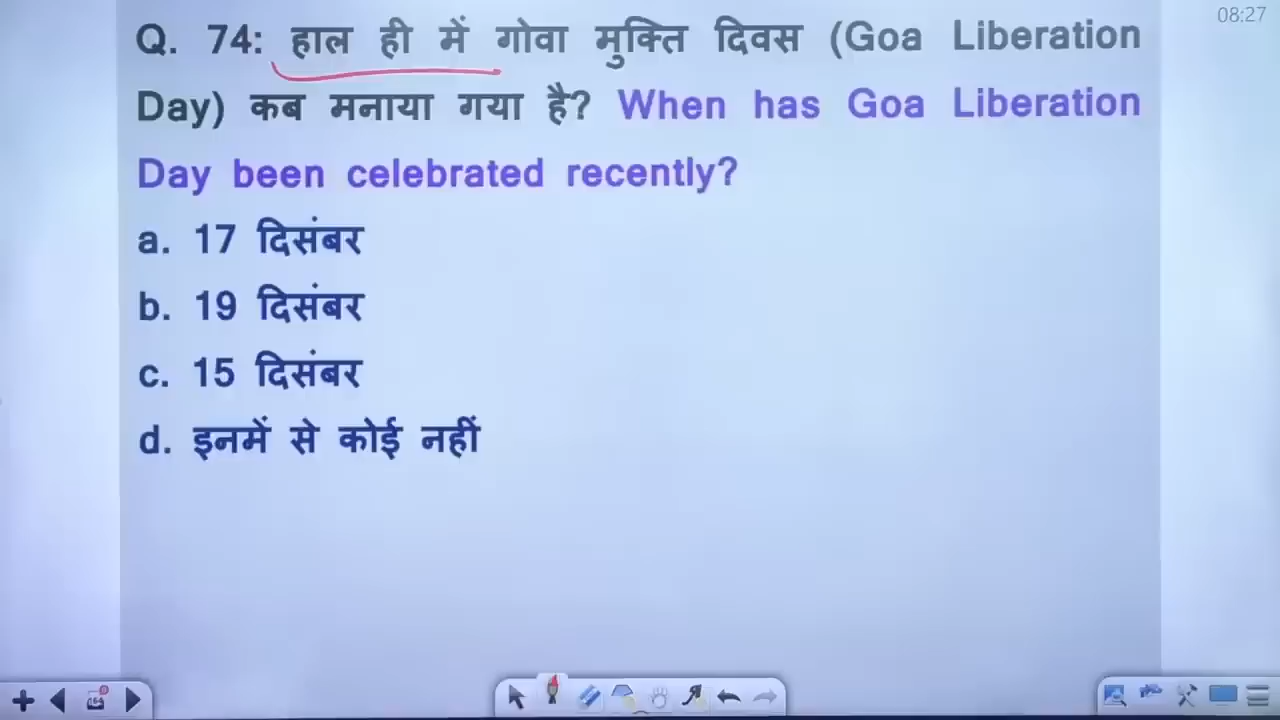 08:27
Q. 74: हाल ही में गोवा मुक्ति दिवस (Goa Liberation
Day) कब मनाया गया है? When has Goa Liberation
Day been celebrated recently?
a. 17 दिसंबर
b. 19 दिसंबर
c. 15 दिसंबर
d. इनमें से कोई नहीं